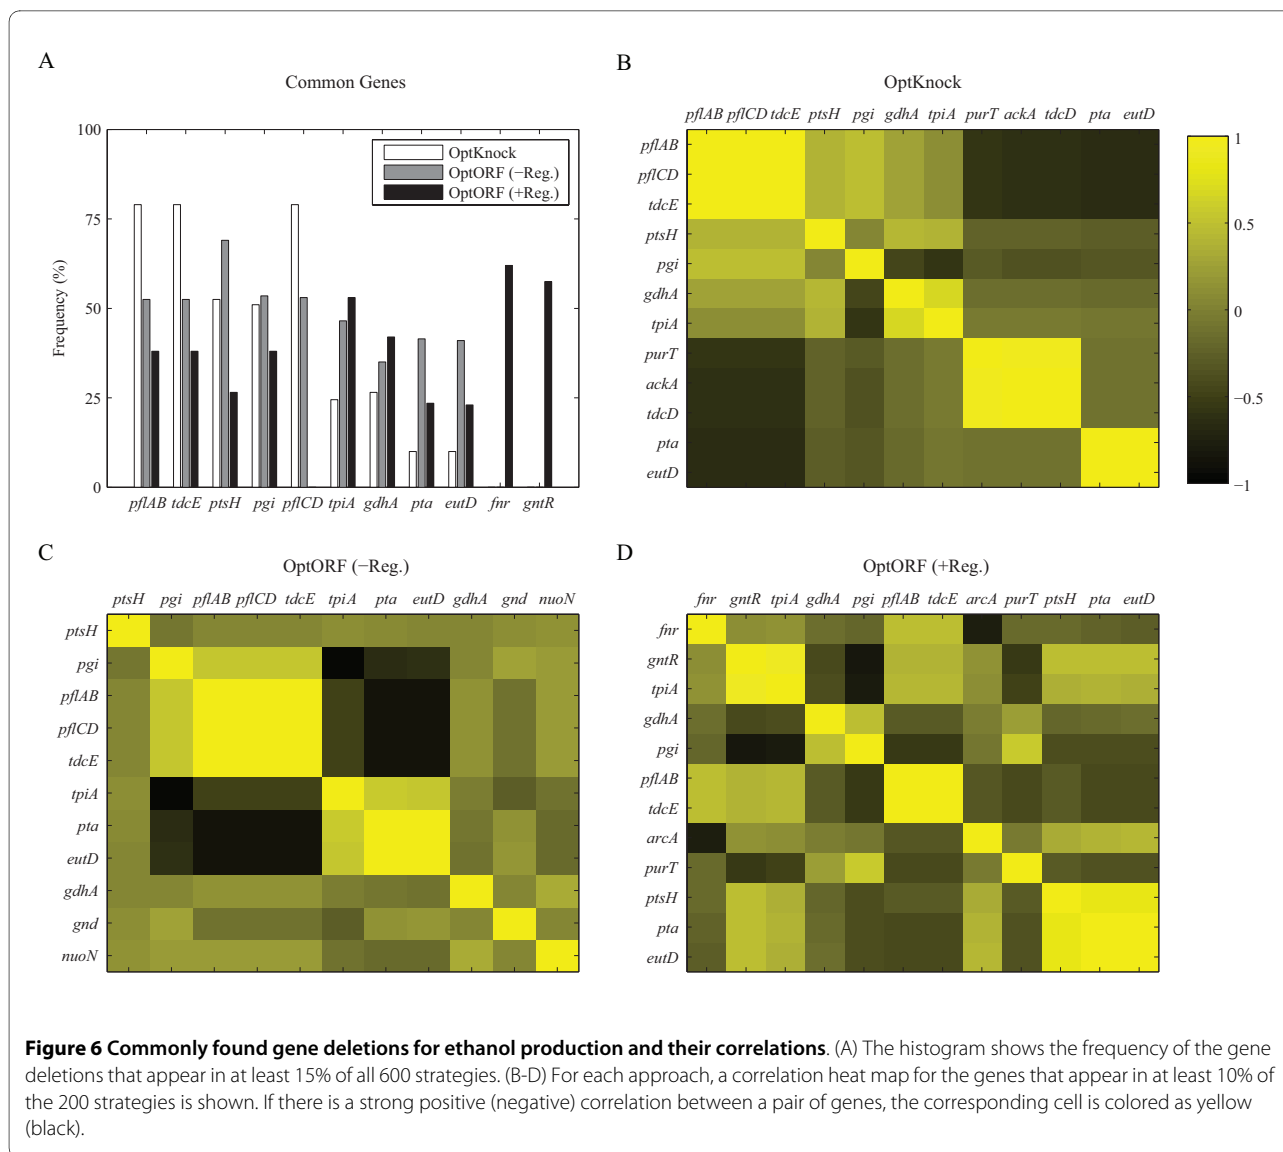 A
Common Genes
100
75
50
25
0
Frequency (%)
OptKnock
OptORF (−Reg.)
OptORF (+Reg.)
pflAB tdcE ptsH pgi pflCD tpiA gdhA pta eutD fnr gntR
B
OptKnock
pflAB pflCD tdcE ptsH pgi gdhA tpiA purT ackA tdcD pta eutD
pflAB
pflCD
tdcE
ptsH
pgi
gdhA
tpiA
purT
ackA
tdcD
pta
eutD
1
0.5
0
−0.5
−1
C
OptORF (−Reg.)
ptsH pgi pflAB pflCD tdcE tpiA pta eutD gdhA gnd nuoN
ptsH
pgi
pflAB
pflCD
tdcE
tpiA
pta
eutD
gdhA
gnd
nuoN
D
OptORF (+Reg.)
fnr gntR tpiA gdhA pgi pflAB tdcE arcA purT ptsH pta eutD
fnr
gntR
tpiA
gdhA
pgi
pflAB
tdcE
arcA
purT
ptsH
pta
eutD
Figure 6 Commonly found gene deletions for ethanol production and their correlations. (A) The histogram shows the frequency of the gene
deletions that appear in at least 15% of all 600 strategies. (B-D) For each approach, a correlation heat map for the genes that appear in at least 10% of
the 200 strategies is shown. If there is a strong positive (negative) correlation between a pair of genes, the corresponding cell is colored as yellow
(black).